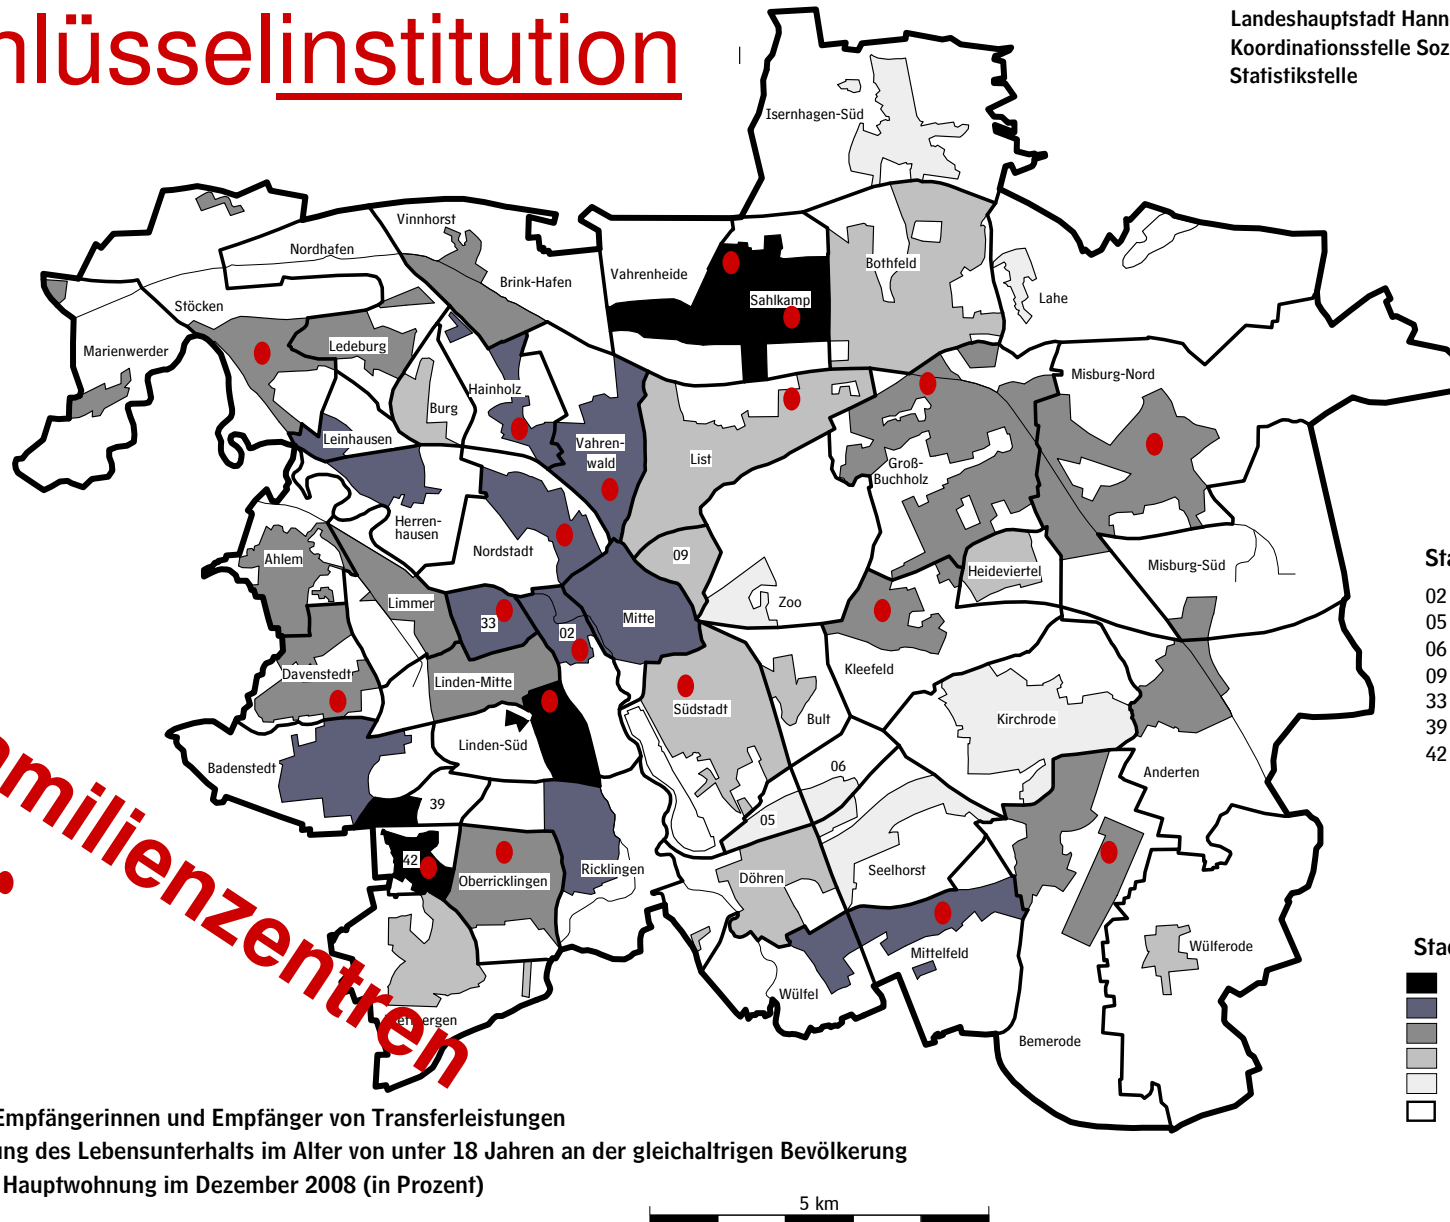 hlüsselinstitution
Landeshauptstadt Hann
Koordinationsstelle Soz
Statistikstelle
Isernhagen-Süd
Vinnhorst
Nordhafen
Brink-Hafen
Vahrenheide
Bothfeld
Sahlkamp
Lahe
Stöcken
Marienwerder
Ledeburg
Misburg-Nord
Hainholz
Burg
Leinhausen
Vahren-
wald
List
Groß-
Buchholz
Herren-
hausen
Nordstadt
09
Ahlem
Heideviertel
Misburg-Süd
Limmer
Zoo
33
02
Mitte
Davenstedt
Linden-Mitte
Kleefeld
Südstadt
Bult
Kirchrode
Linden-Süd
Badenstedt
06
Anderten
39
05
42
Oberricklingen
Ricklingen
Döhren
Seelhorst
Mittelfeld
Wülferode
Wülfel
Bemerode
amilienzentren
Sta
02
05
06
09
33
39
42
Stad
Empfängerinnen und Empfänger von Transferleistungen
ung des Lebensunterhalts im Alter von unter 18 Jahren an der gleichaltrigen Bevölkerung
Hauptwohnung im Dezember 2008 (in Prozent)
5 km